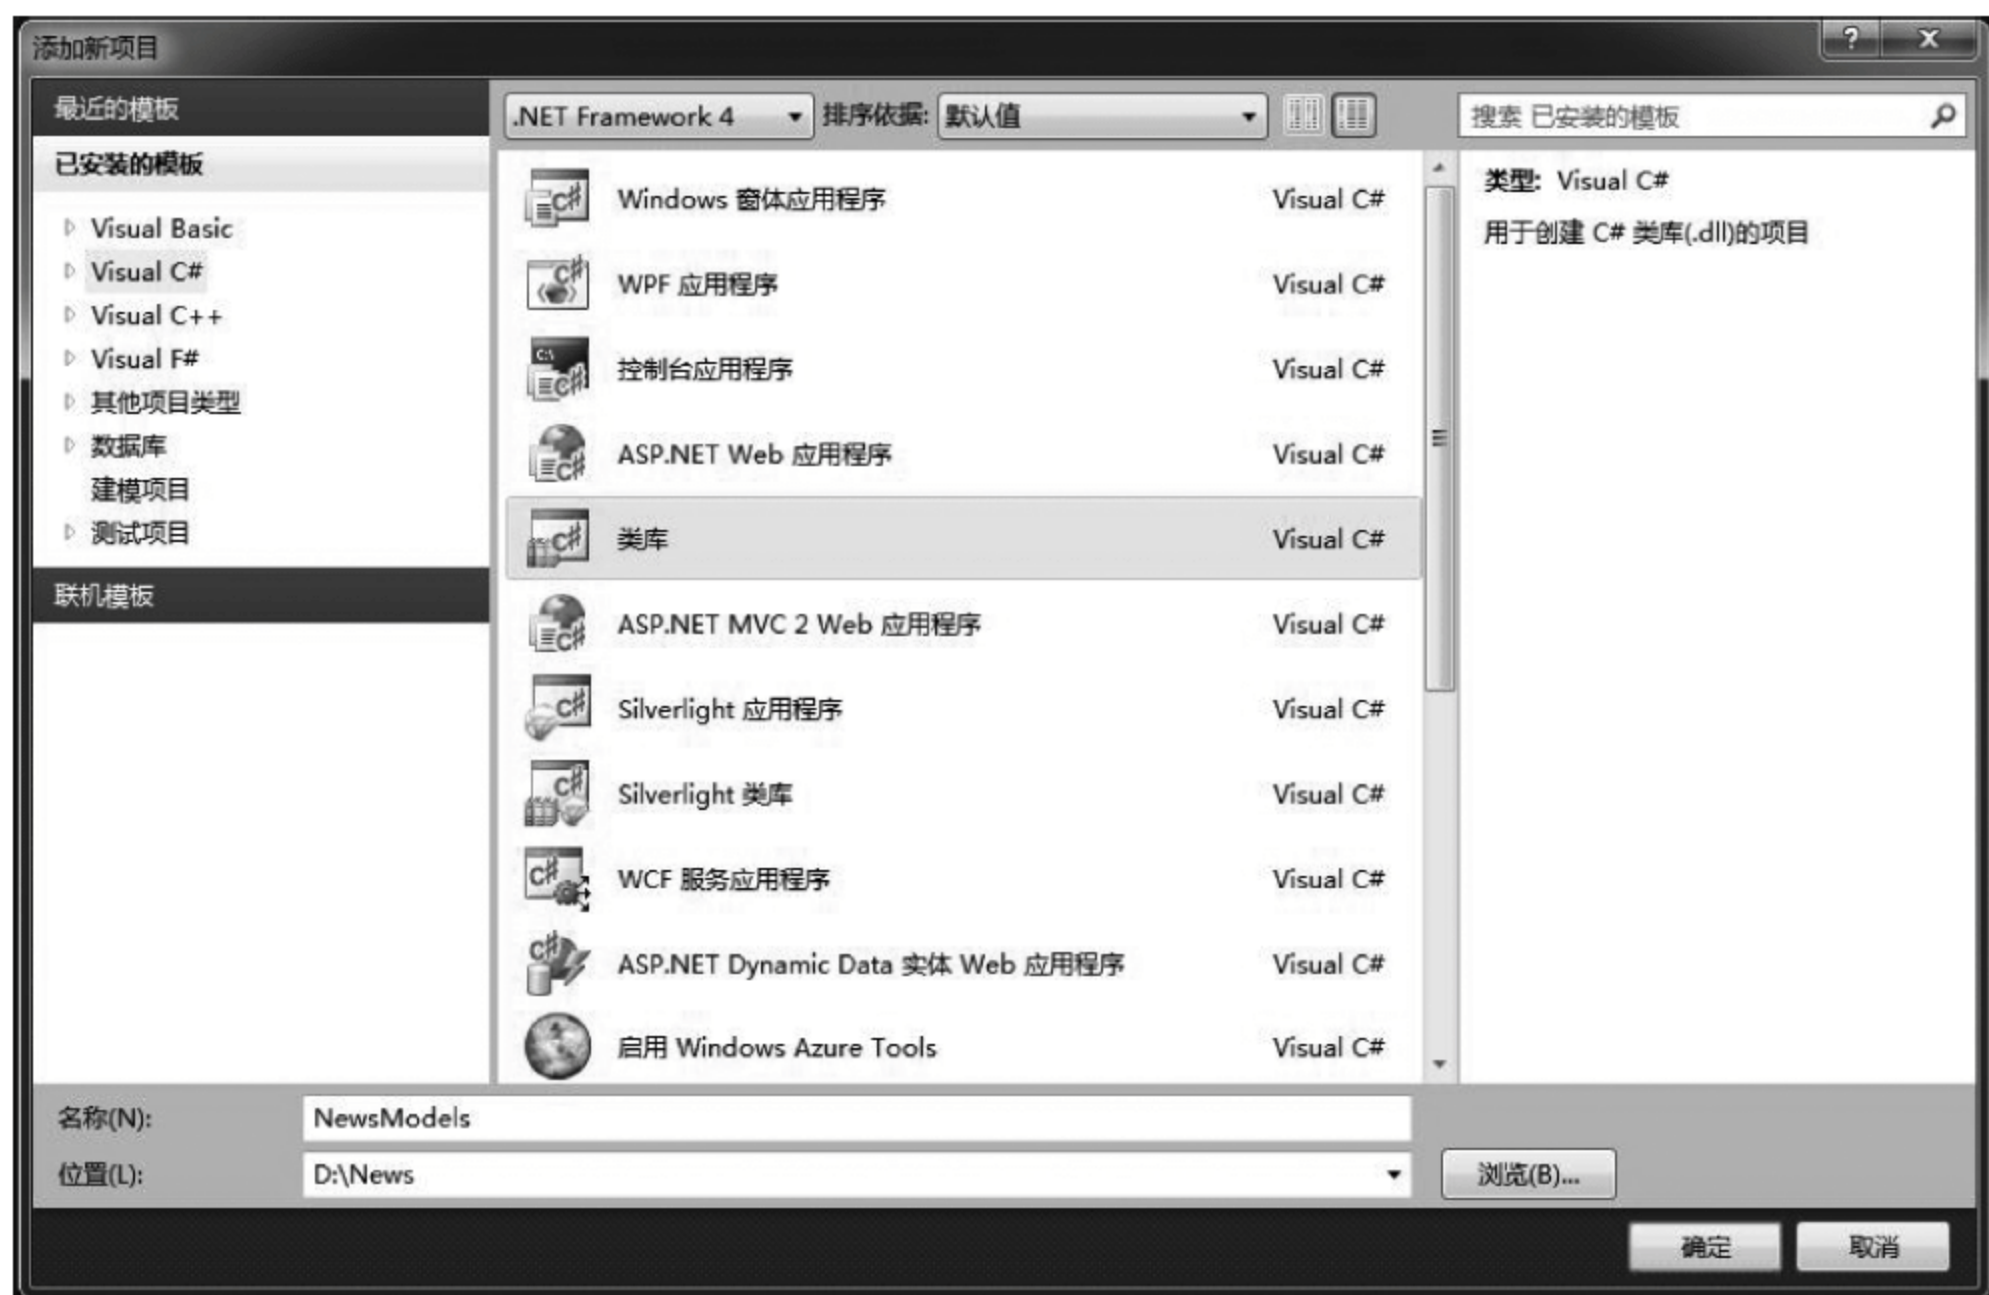 添加新项目
?
X
最近的模板
已安装的模板
Visual Basic
Visual C#
Visual C++
Visual F#
其他项目类型
数据库
建模项目
测试项目
联机模板
.NET Framework 4
排序依据: 默认值
Windows 窗体应用程序 Visual C#
WPF 应用程序 Visual C#
控制台应用程序 Visual C#
ASP.NET Web 应用程序 Visual C#
类库 Visual C#
ASP.NET MVC 2 Web 应用程序 Visual C#
Silverlight 应用程序 Visual C#
Silverlight 类库 Visual C#
WCF 服务应用程序 Visual C#
ASP.NET Dynamic Data 实体 Web 应用程序 Visual C#
启用 Windows Azure Tools Visual C#
搜索 已安装的模板
类型: Visual C#
用于创建 C# 类库(.dll)的项目
名称(N): NewsModels
位置(L): D:\News
浏览(B)...
确定
取消